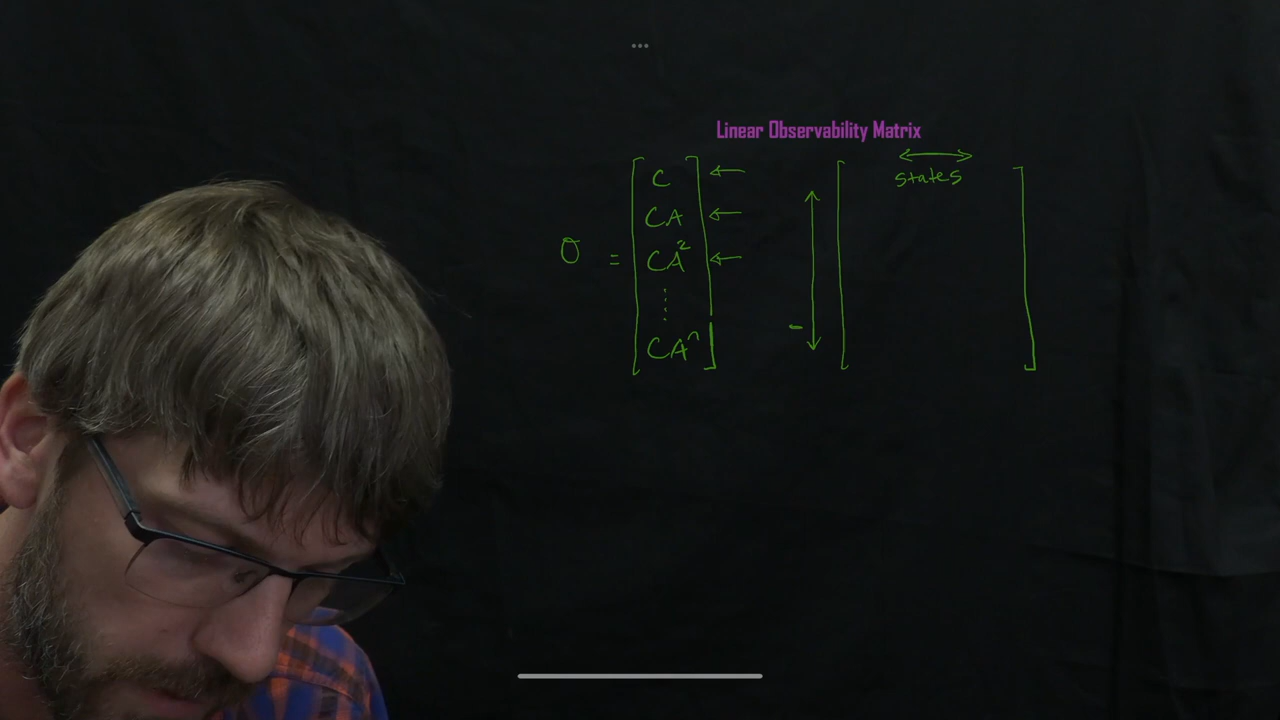 Linear Observability Matrix
states
C
CA
O = CA²
⋮
CAⁿ